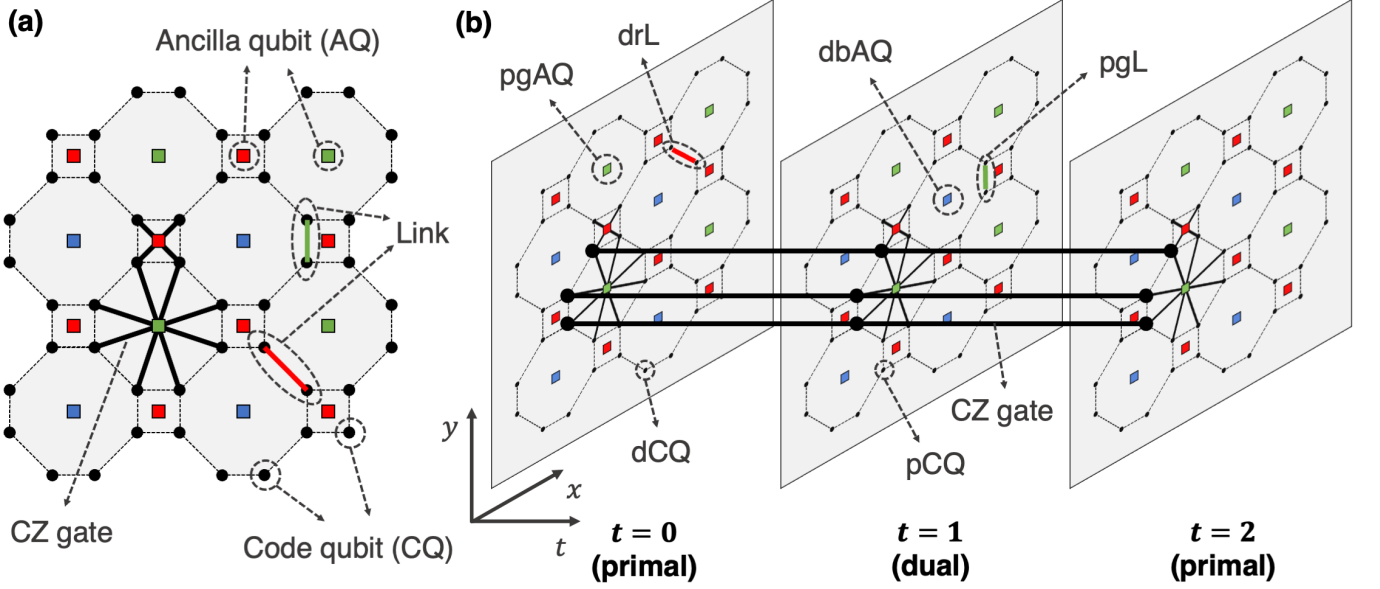 (a)
Ancilla qubit (AQ)
Link
CZ gate
Code qubit (CQ)
(b)
pgAQ
drL
dbAQ
pgL
dCQ
pCQ
CZ gate
y
x
t
t = 0
(primal)
t = 1
(dual)
t = 2
(primal)